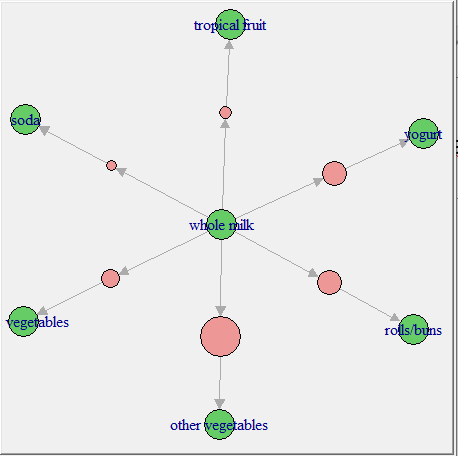 tropical fruit
soda
yogurt
whole milk
vegetables
rolls/buns
other vegetables